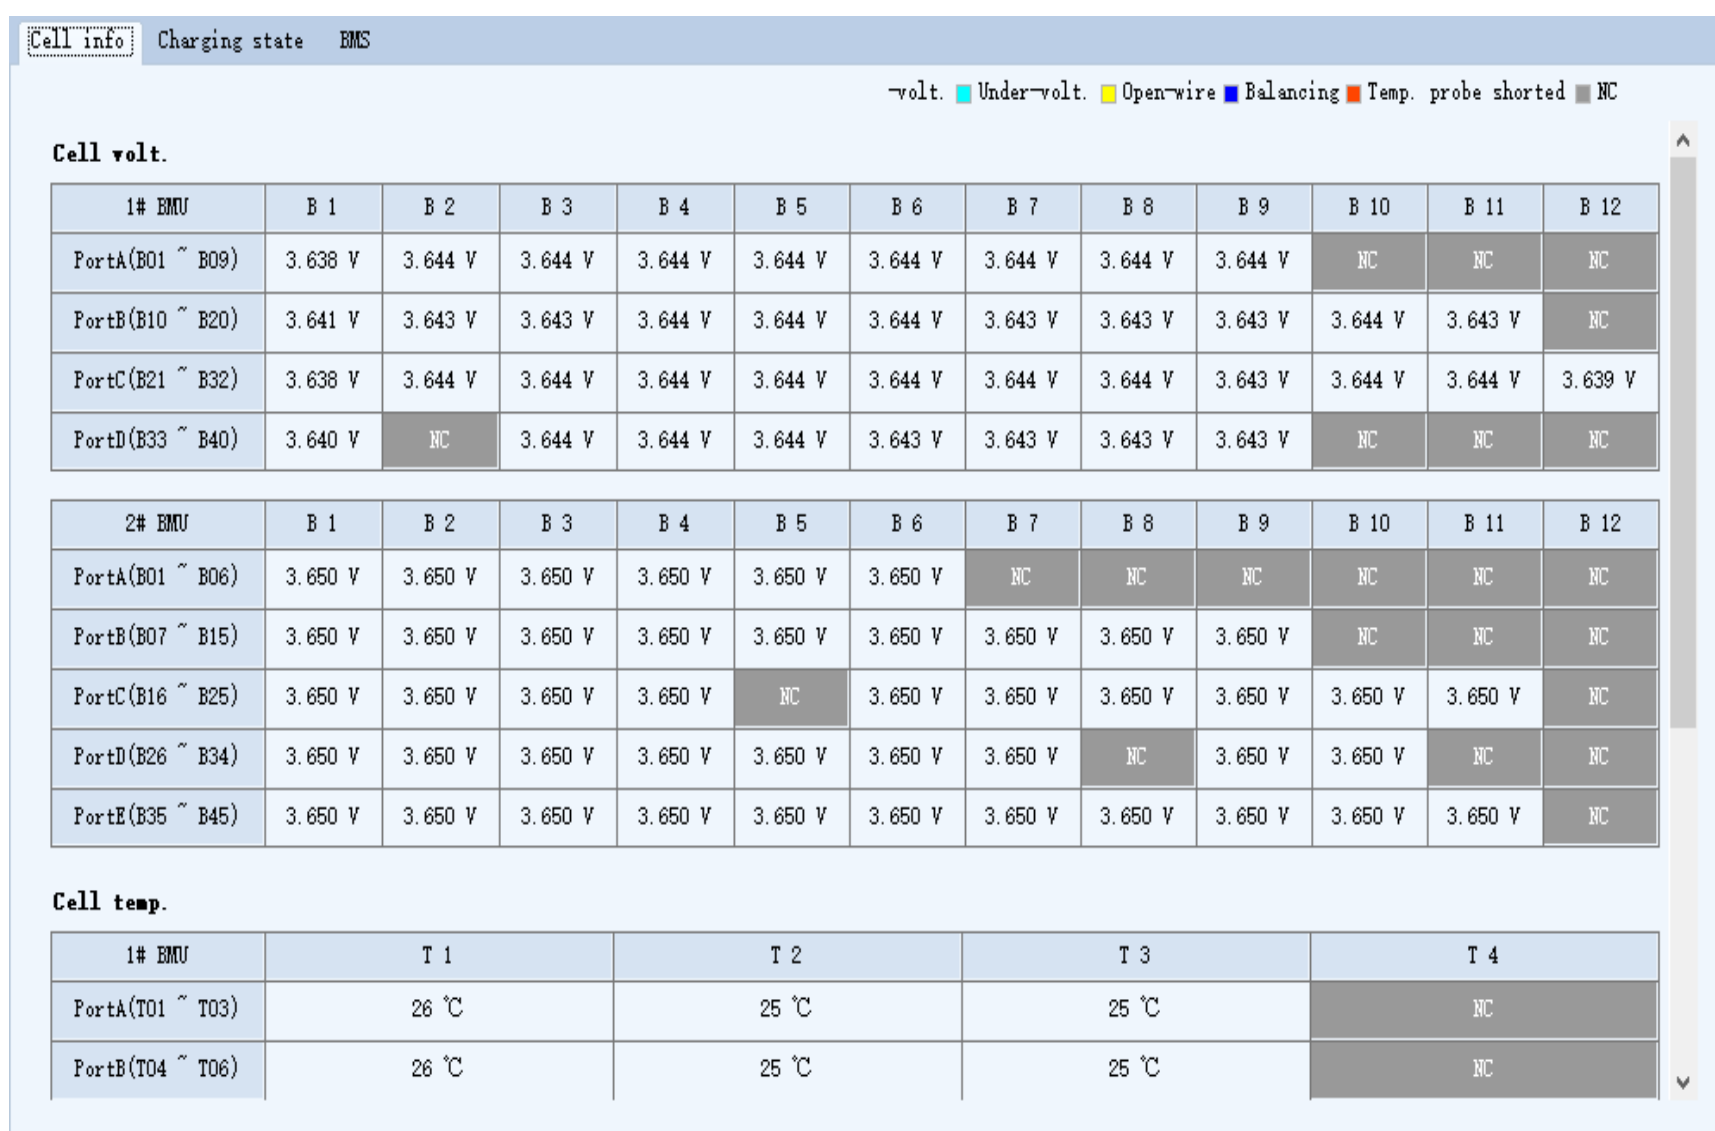 Cell info Charging state BMS
-volt. Under-volt. Open-wire Balancing Temp. probe shorted NC
Cell volt.
1# BMU B 1 B 2 B 3 B 4 B 5 B 6 B 7 B 8 B 9 B 10 B 11 B 12
PortA(B01 ~ B09) 3.638 V 3.644 V 3.644 V 3.644 V 3.644 V 3.644 V 3.644 V 3.644 V 3.644 V NC NC NC
PortB(B10 ~ B20) 3.641 V 3.643 V 3.643 V 3.644 V 3.644 V 3.644 V 3.643 V 3.643 V 3.643 V 3.644 V 3.643 V NC
PortC(B21 ~ B32) 3.638 V 3.644 V 3.644 V 3.644 V 3.644 V 3.644 V 3.644 V 3.644 V 3.643 V 3.644 V 3.644 V 3.639 V
PortD(B33 ~ B40) 3.640 V NC 3.644 V 3.644 V 3.644 V 3.643 V 3.643 V 3.643 V 3.643 V NC NC NC
2# BMU B 1 B 2 B 3 B 4 B 5 B 6 B 7 B 8 B 9 B 10 B 11 B 12
PortA(B01 ~ B06) 3.650 V 3.650 V 3.650 V 3.650 V 3.650 V 3.650 V NC NC NC NC NC NC
PortB(B07 ~ B15) 3.650 V 3.650 V 3.650 V 3.650 V 3.650 V 3.650 V 3.650 V 3.650 V 3.650 V NC NC NC
PortC(B16 ~ B25) 3.650 V 3.650 V 3.650 V 3.650 V NC 3.650 V 3.650 V 3.650 V 3.650 V 3.650 V 3.650 V NC
PortD(B26 ~ B34) 3.650 V 3.650 V 3.650 V 3.650 V 3.650 V 3.650 V 3.650 V NC 3.650 V 3.650 V NC NC
PortE(B35 ~ B45) 3.650 V 3.650 V 3.650 V 3.650 V 3.650 V 3.650 V 3.650 V 3.650 V 3.650 V 3.650 V 3.650 V NC
Cell temp.
1# BMU T 1 T 2 T 3 T 4
PortA(T01 ~ T03) 26 ℃ 25 ℃ 25 ℃ NC
PortB(T04 ~ T06) 26 ℃ 25 ℃ 25 ℃ NC